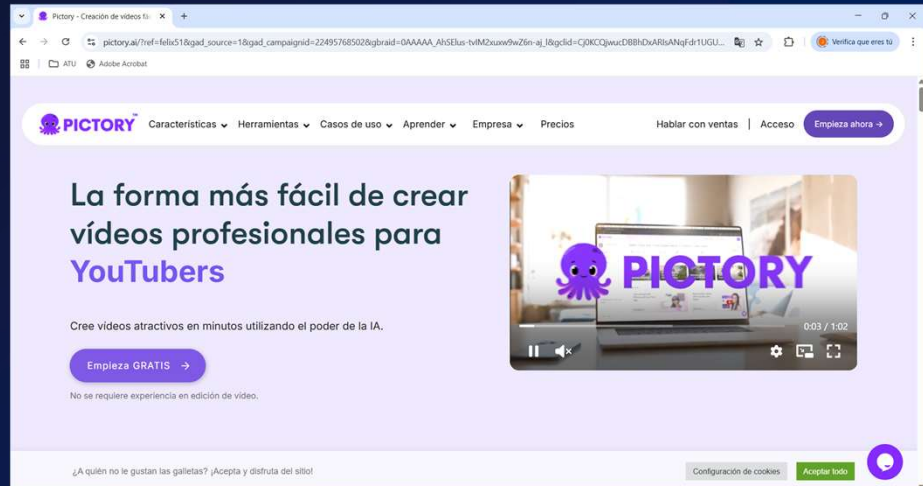 Pictory - Creación de vídeos fá
pictory.ai/?ref=felix51&gad_source=1&gad_campaignid=22495768502&gbraid=0AAAAA_AhSElus-tvIM2xuxw9wZ6n-aj_I&gclid=Cj0KCQjwucDBBhDxARIsANqFdr1UGU...
Verifica que eres tú
ATU
Adobe Acrobat
PICTORY
Características
Herramientas
Casos de uso
Aprender
Empresa
Precios
Hablar con ventas
Acceso
Empieza ahora →
La forma más fácil de crear
vídeos profesionales para
YouTubers
PICTORY
0:03 / 1:02
Cree vídeos atractivos en minutos utilizando el poder de la IA.
Empieza GRATIS →
No se requiere experiencia en edición de vídeo.
¿A quién no le gustan las galletas? ¡Acepta y disfruta del sitio!
Configuración de cookies
Aceptar todo